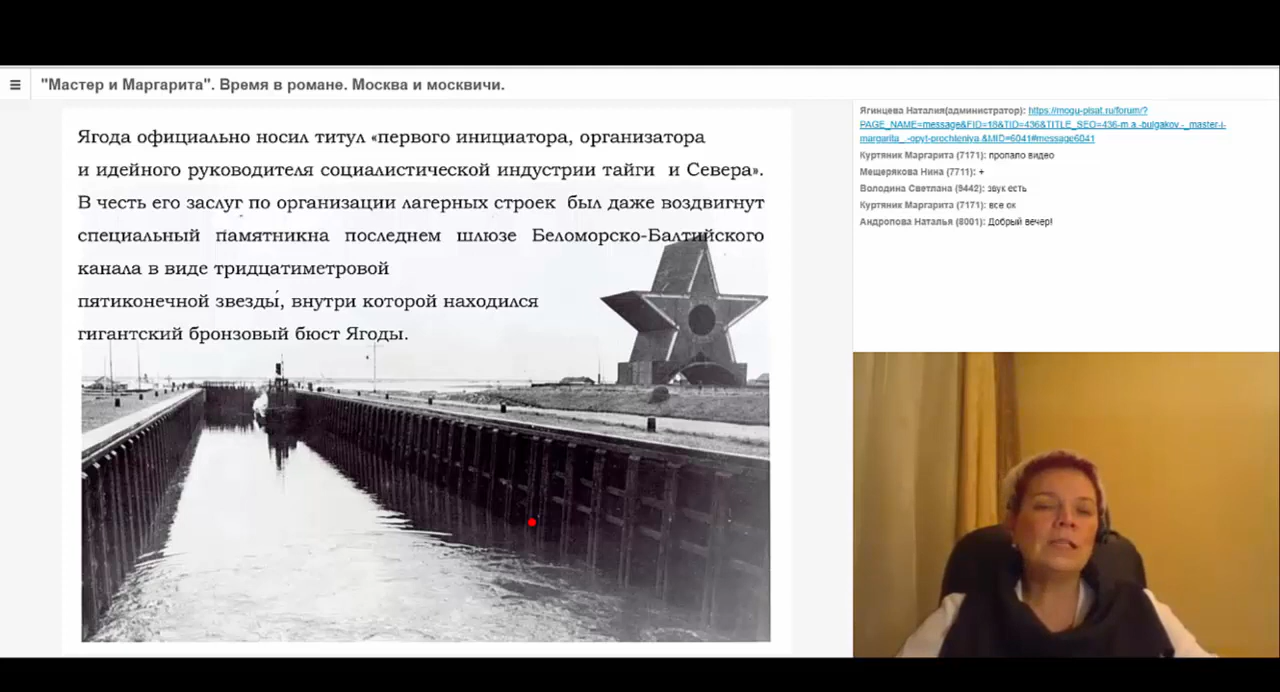 "Мастер и Маргарита". Время в романе. Москва и москвичи.
Ягода официально носил титул «первого инициатора, организатора
и идейного руководителя социалистической индустрии тайги и Севера».
В честь его заслуг по организации лагерных строек был даже воздвигнут
специальный памятникна последнем шлюзе Беломорско-Балтийского
канала в виде тридцатиметровой
пятиконечной звезды́, внутри которой находился
гигантский бронзовый бюст Ягоды.
Ягинцева Наталия(администратор): https://mogu-pisat.ru/forum/?
PAGE_NAME=message&FID=18&TID=436&TITLE_SEO=436-m.a.-bulgakov.-_master-i-
margarita_.-opyt-prochteniya.&MID=6041#message6041
Куртяник Маргарита (7171): пропало видео
Мещерякова Нина (7711): +
Володина Светлана (9442): звук есть
Куртяник Маргарита (7171): все ок
Андропова Наталья (8001): Добрый вечер!